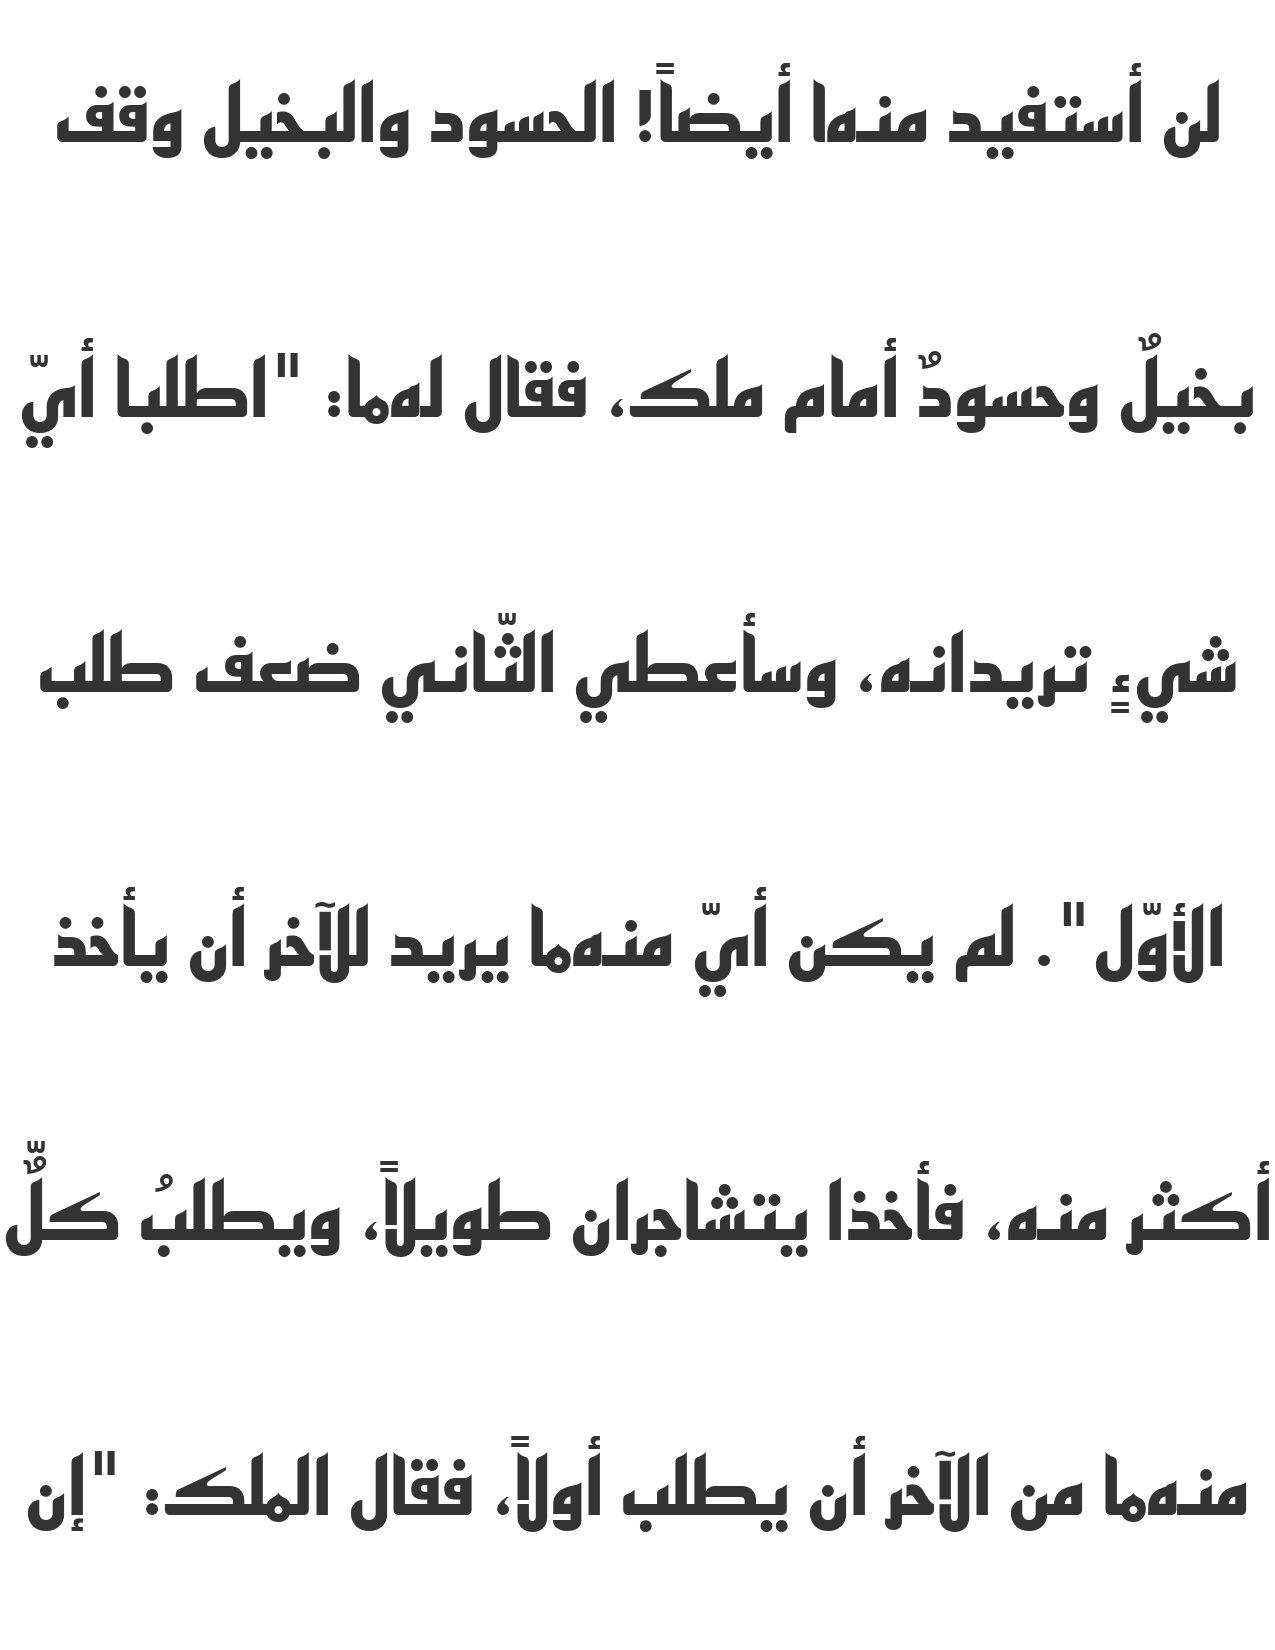 لن أستفيد منها أيضاً! الحسود والبخيل وقف
بخيلٌ وحسودٌ أمام ملك، فقال لهما: "اطلبا أيّ
شيءٍ تريدانه، وسأعطي الثّاني ضعف طلب
الأوّل". لم يكن أيّ منهما يريد للآخر أن يأخذ
أكثر منه، فأخذا يتشاجران طويلاً، ويطلبُ كلٌّ
منهما من الآخر أن يطلب أولاً، فقال الملك: "إن